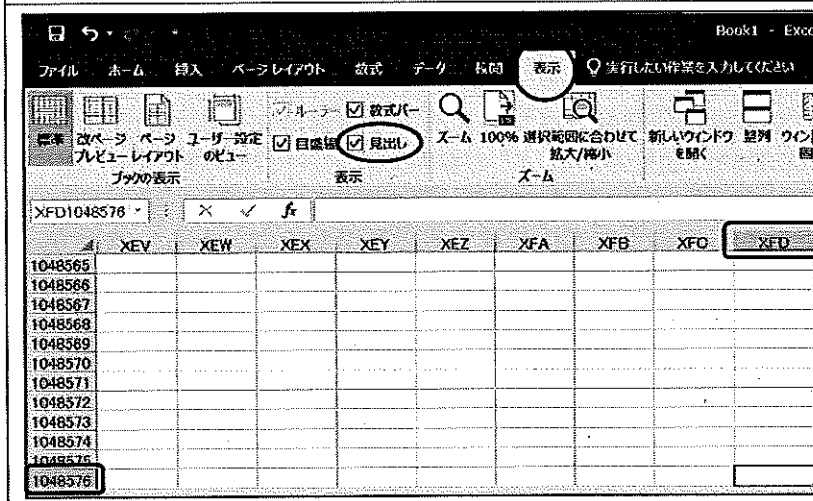 Book1 - Exce
ファイル ホーム 挿入 ページレイアウト 数式 データ 校閲 表示 実行したい作業を入力してください
標準 改ページ プレビュー ページ レイアウト ユーザー設定 のビュー
ルーラー 数式バー
目盛線 見出し
ズーム 100% 選択範囲に合わせて 拡大/縮小
新しいウィンドウ を開く 整列
ブックの表示 表示 ズーム
XFD1048576 fx
XEV XEW XEX XEY XEZ XFA XFB XFC XFD
1048565
1048566
1048567
1048568
1048569
1048570
1048571
1048572
1048573
1048574
1048575
1048576